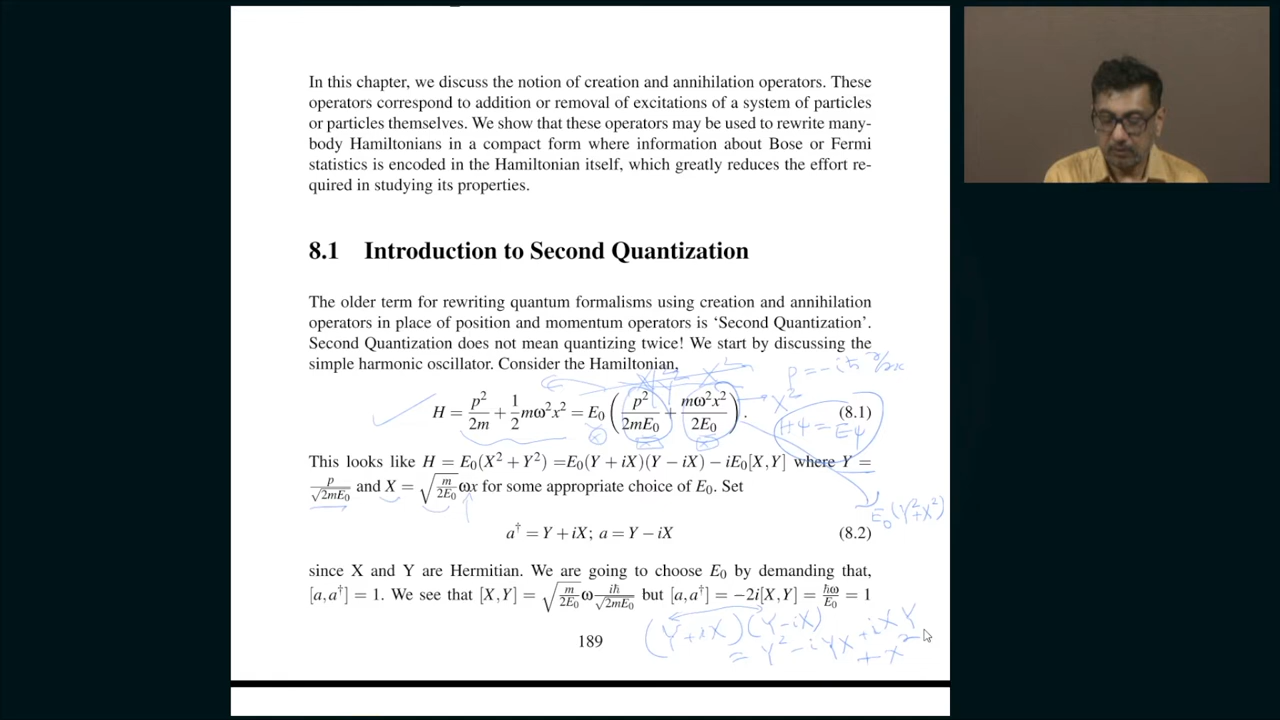 In this chapter, we discuss the notion of creation and annihilation operators. These
operators correspond to addition or removal of excitations of a system of particles
or particles themselves. We show that these operators may be used to rewrite many-
body Hamiltonians in a compact form where information about Bose or Fermi
statistics is encoded in the Hamiltonian itself, which greatly reduces the effort re-
quired in studying its properties.
8.1 Introduction to Second Quantization
The older term for rewriting quantum formalisms using creation and annihilation
operators in place of position and momentum operators is ‘Second Quantization’.
Second Quantization does not mean quantizing twice! We start by discussing the
simple harmonic oscillator. Consider the Hamiltonian,
p = -iħ ∂/∂x
H = p²/2m + 1/2 mω²x² = E₀ ( p²/2mE₀ + mω²x²/2E₀ ). (8.1)
X²
Hψ = Eψ
This looks like H = E₀(X² + Y²) = E₀(Y + iX)(Y − iX) − iE₀[X,Y] where Y =
p/√2mE₀ and X = √(m/2E₀) ωx for some appropriate choice of E₀. Set
E₀(Y²+X²)
a† = Y + iX; a = Y − iX (8.2)
since X and Y are Hermitian. We are going to choose E₀ by demanding that,
[a,a†] = 1. We see that [X,Y] = √(m/2E₀) ω iħ/√2mE₀ but [a,a†] = −2i[X,Y] = ħω/E₀ = 1
(Y+iX)(Y-iX)
= Y² - iYX + iXY
+ X²
189